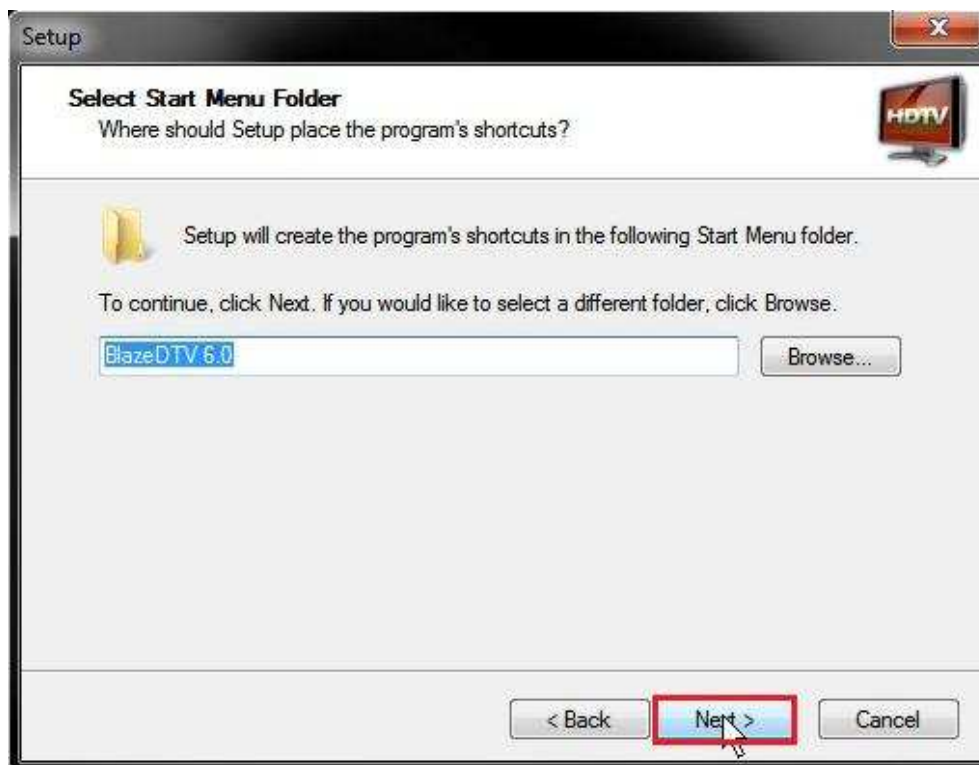 Setup
Select Start Menu Folder
Where should Setup place the program's shortcuts?
HDTV
Setup will create the program's shortcuts in the following Start Menu folder.
To continue, click Next. If you would like to select a different folder, click Browse.
BlazeDTV 6.0
Browse...
< Back
Next >
Cancel